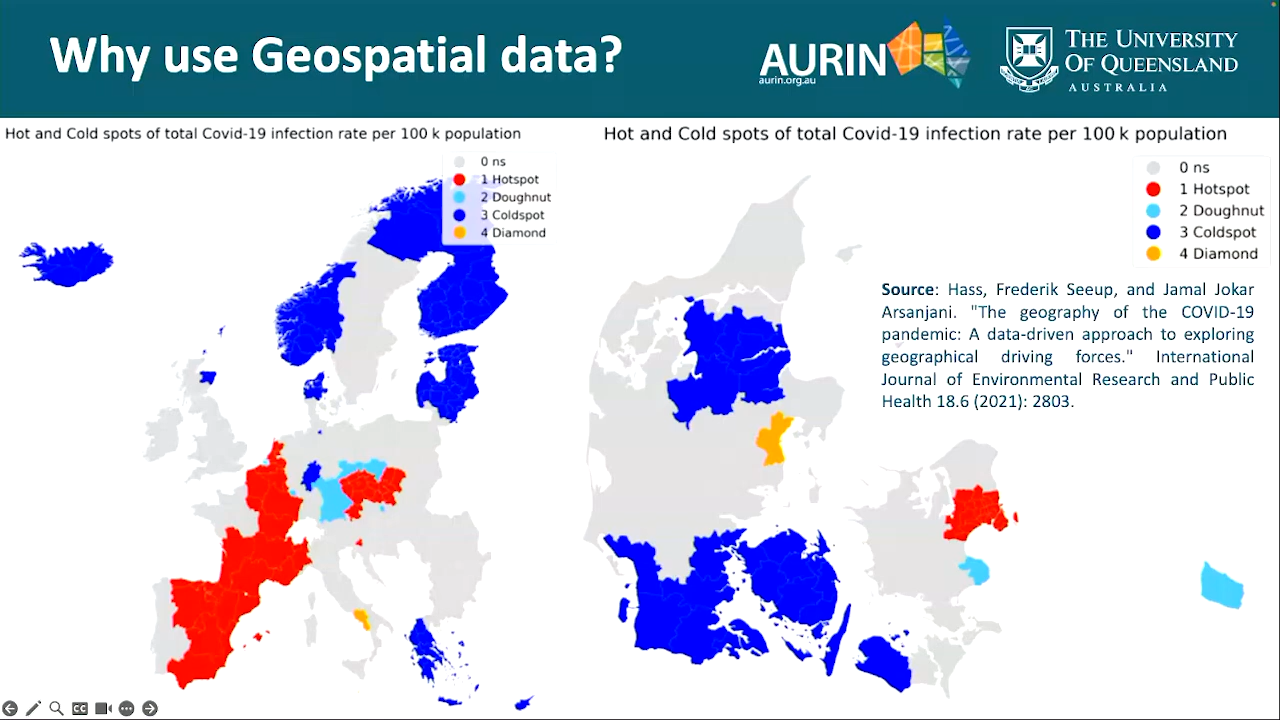 Why use Geospatial data?
AURIN
aurin.org.au
THE UNIVERSITY
OF QUEENSLAND
AUSTRALIA
Hot and Cold spots of total Covid-19 infection rate per 100 k population
0 ns
1 Hotspot
2 Doughnut
3 Coldspot
4 Diamond
Hot and Cold spots of total Covid-19 infection rate per 100 k population
0 ns
1 Hotspot
2 Doughnut
3 Coldspot
4 Diamond
Source: Hass, Frederik Seeup, and Jamal Jokar
Arsanjani. "The geography of the COVID-19
pandemic: A data-driven approach to exploring
geographical driving forces." International
Journal of Environmental Research and Public
Health 18.6 (2021): 2803.